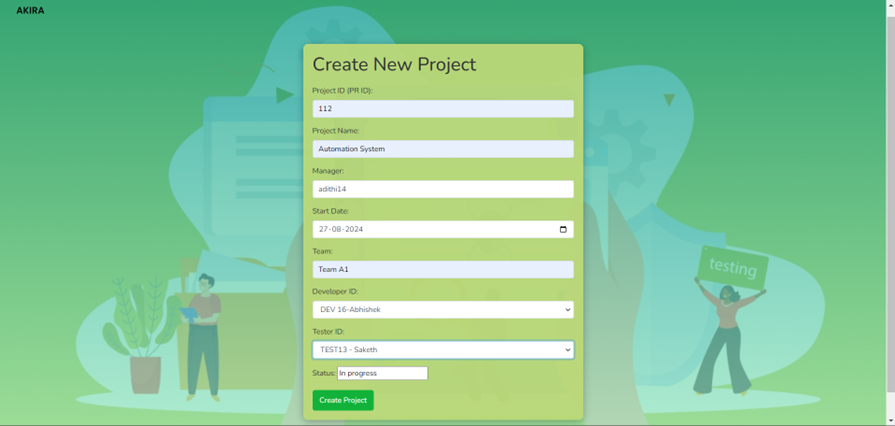 AKIRA
Create New Project
Project ID (PR ID):
112
Project Name:
Automation System
Manager:
adithi14
Start Date:
27-08-2024
Team:
Team A1
Developer ID:
DEV 16-Abhishek
Tester ID:
TEST13 - Saketh
Status: In progress
Create Project
testing